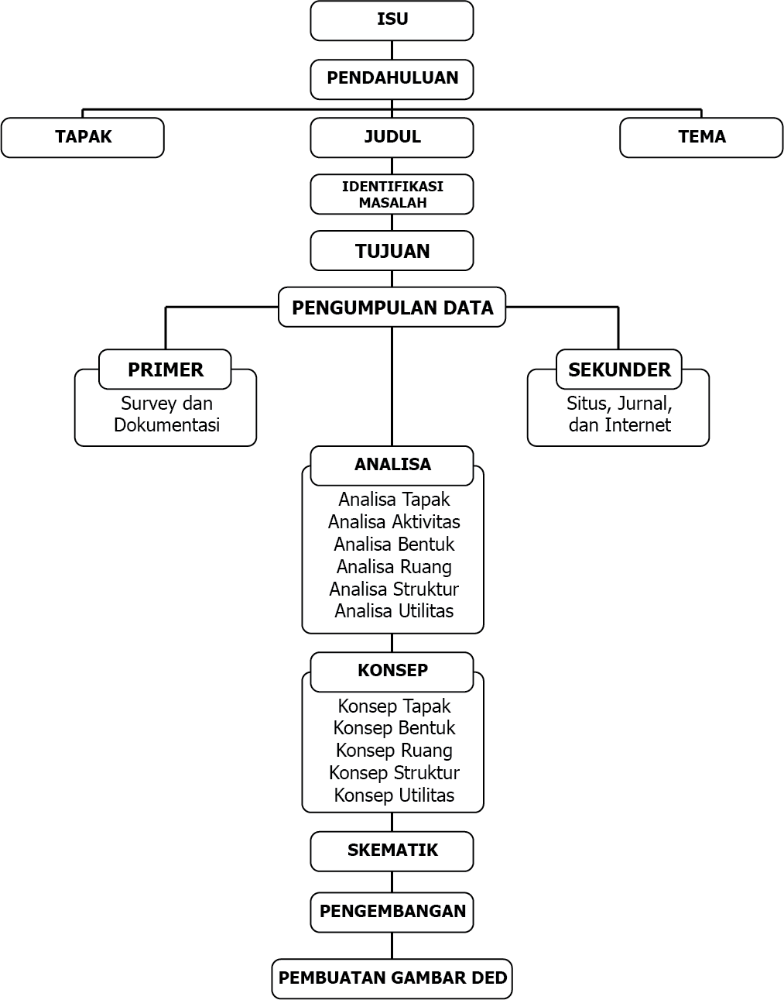 ISU
PENDAHULUAN
TAPAK
JUDUL
TEMA
IDENTIFIKASI
MASALAH
TUJUAN
PENGUMPULAN DATA
PRIMER
Survey dan
Dokumentasi
SEKUNDER
Situs, Jurnal,
dan Internet
ANALISA
Analisa Tapak
Analisa Aktivitas
Analisa Bentuk
Analisa Ruang
Analisa Struktur
Analisa Utilitas
KONSEP
Konsep Tapak
Konsep Bentuk
Konsep Ruang
Konsep Struktur
Konsep Utilitas
SKEMATIK
PENGEMBANGAN
PEMBUATAN GAMBAR DED